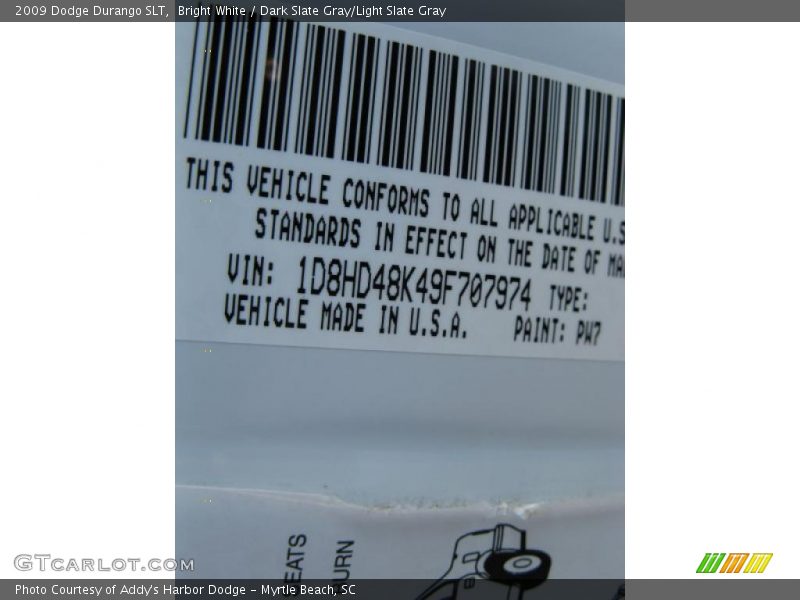 2009 Dodge Durango SLT,  Bright White / Dark Slate Gray/Light Slate Gray
THIS VEHICLE CONFORMS TO ALL APPLICABLE U.S
STANDARDS IN EFFECT ON THE DATE OF MA
VIN: 1D8HD48K49F707974 TYPE:
VEHICLE MADE IN U.S.A. PAINT: PW7
EATS
URN
GTCARLOT.COM
Photo Courtesy of Addy's Harbor Dodge - Myrtle Beach, SC